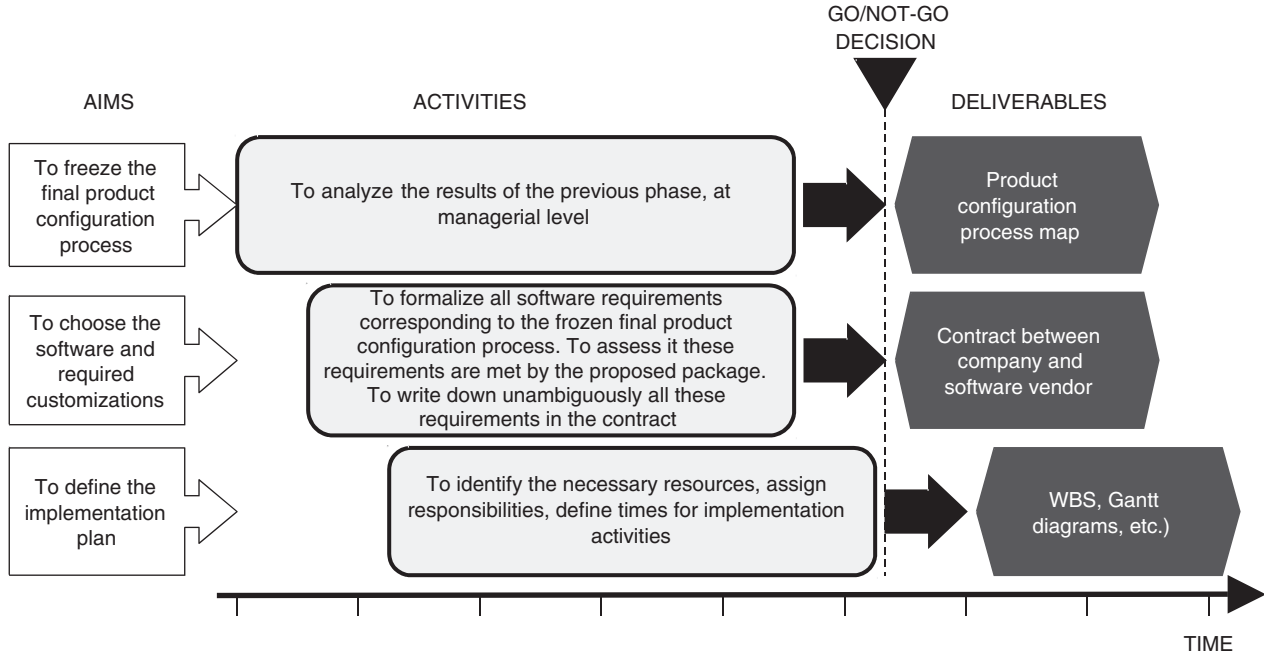 GO/NOT-GO
DECISION
AIMS
ACTIVITIES
DELIVERABLES
To freeze the
final product
configuration
process
To analyze the results of the previous phase, at
managerial level
Product
configuration
process map
To choose the
software and
required
customizations
To formalize all software requirements
corresponding to the frozen final product
configuration process. To assess it these
requirements are met by the proposed package.
To write down unambiguously all these
requirements in the contract
Contract between
company and
software vendor
To define the
implementation
plan
To identify the necessary resources, assign
responsibilities, define times for implementation
activities
WBS, Gantt
diagrams, etc.)
TIME